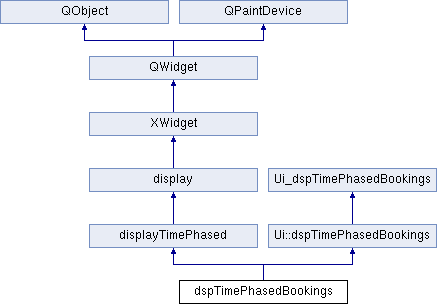 QObject
QPaintDevice
QWidget
XWidget
display
Ui_dspTimePhasedBookings
displayTimePhased
Ui::dspTimePhasedBookings
dspTimePhasedBookings